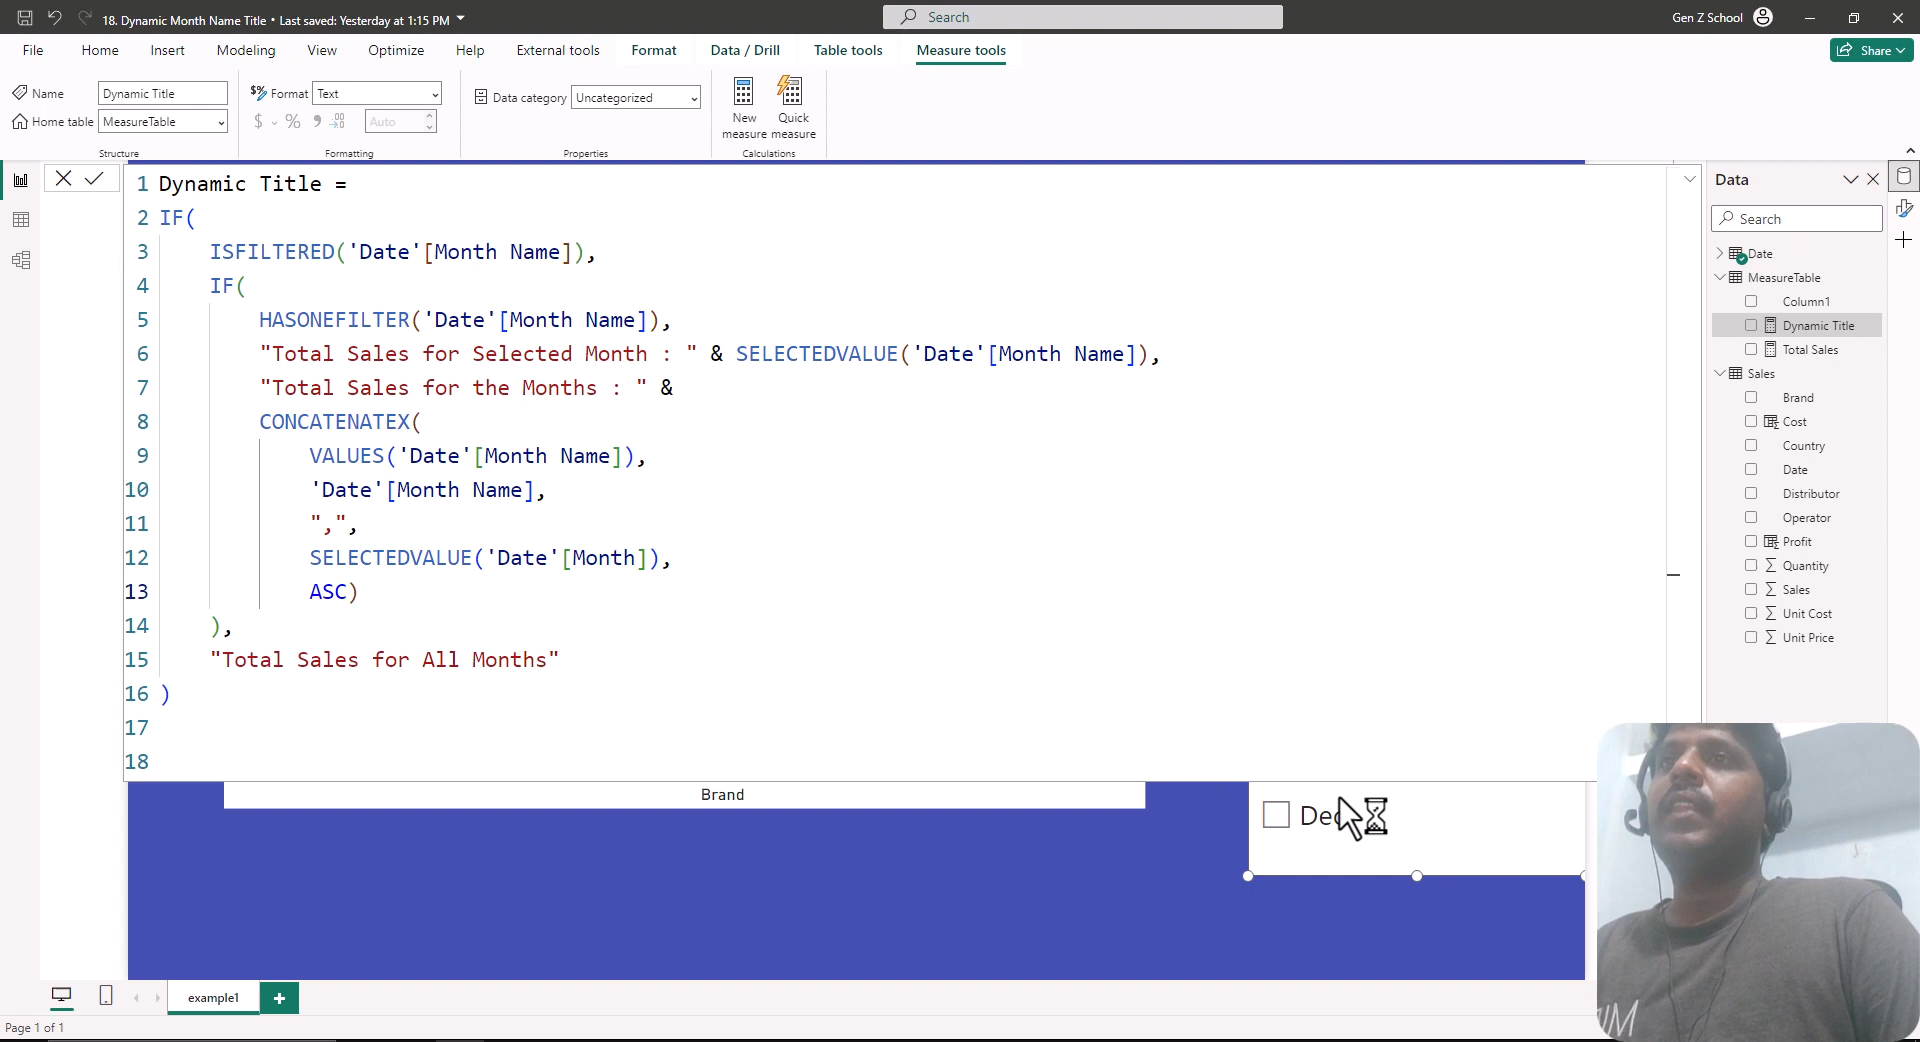 18. Dynamic Month Name Title • Last saved: Yesterday at 1:15 PM
Search
Gen Z School
File Home Insert Modeling View Optimize Help External tools Format Data / Drill Table tools Measure tools
Share
Name Dynamic Title
Home table MeasureTable
Structure
$% Format Text
$ % 9 .00 Auto
Formatting
Data category Uncategorized
Properties
New measure
Quick measure
Calculations
1 Dynamic Title =
2 IF(
3 ISFILTERED('Date'[Month Name]),
4 IF(
5 HASONEFILTER('Date'[Month Name]),
6 "Total Sales for Selected Month : " & SELECTEDVALUE('Date'[Month Name]),
7 "Total Sales for the Months : " &
8 CONCATENATEX(
9 VALUES('Date'[Month Name]),
10 'Date'[Month Name],
11 ",",
12 SELECTEDVALUE('Date'[Month]),
13 ASC)
14 ),
15 "Total Sales for All Months"
16 )
17
18
Data
Search
Date
MeasureTable
Column1
Dynamic Title
Total Sales
Sales
Brand
Cost
Country
Date
Distributor
Operator
Profit
Quantity
Sales
Unit Cost
Unit Price
Brand
example1
Page 1 of 1